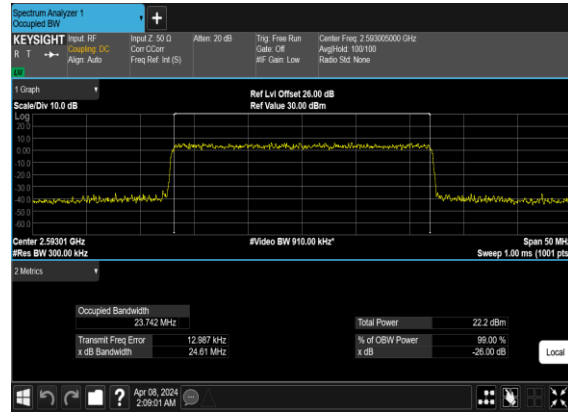 Spectrum Analyzer 1
Occupied BW
+
KEYSIGHT Input: RF Input Z: 50 Ω Atten: 20 dB Trig: Free Run Center Freq: 2.593005000 GHz
R T Coupling: DC Corr CCorr Gate: Off Avg|Hold: 100/100
Align: Auto Freq Ref: Int (S) #IF Gain: Low Radio Std: None
1 Graph Ref Lvl Offset 26.00 dB
Scale/Div 10.0 dB Ref Value 30.00 dBm
Log
20.0
10.0
0.00
-10.0
-20.0
-30.0
-40.0
-50.0
-60.0
Center 2.59301 GHz #Video BW 910.00 kHz* Span 50 MHz
#Res BW 300.00 kHz Sweep 1.00 ms (1001 pts)
2 Metrics
Occupied Bandwidth
23.742 MHz Total Power 22.2 dBm
Transmit Freq Error 12.987 kHz % of OBW Power 99.00 %
x dB Bandwidth 24.61 MHz x dB -26.00 dB
Local
? Apr 08, 2024
2:09:01 AM